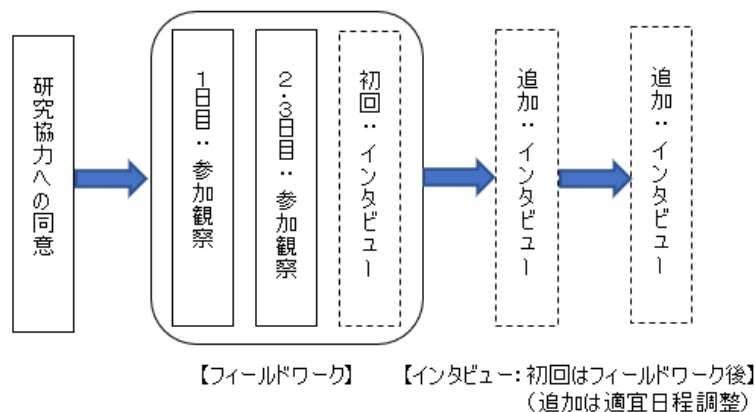 研究協力への同意
1日目：参加観察
2・3日目：参加観察
初回：インタビュー
追加：インタビュー
追加：インタビュー
【フィールドワーク】
【インタビュー：初回はフィールドワーク後】
（追加は適宜日程調整）